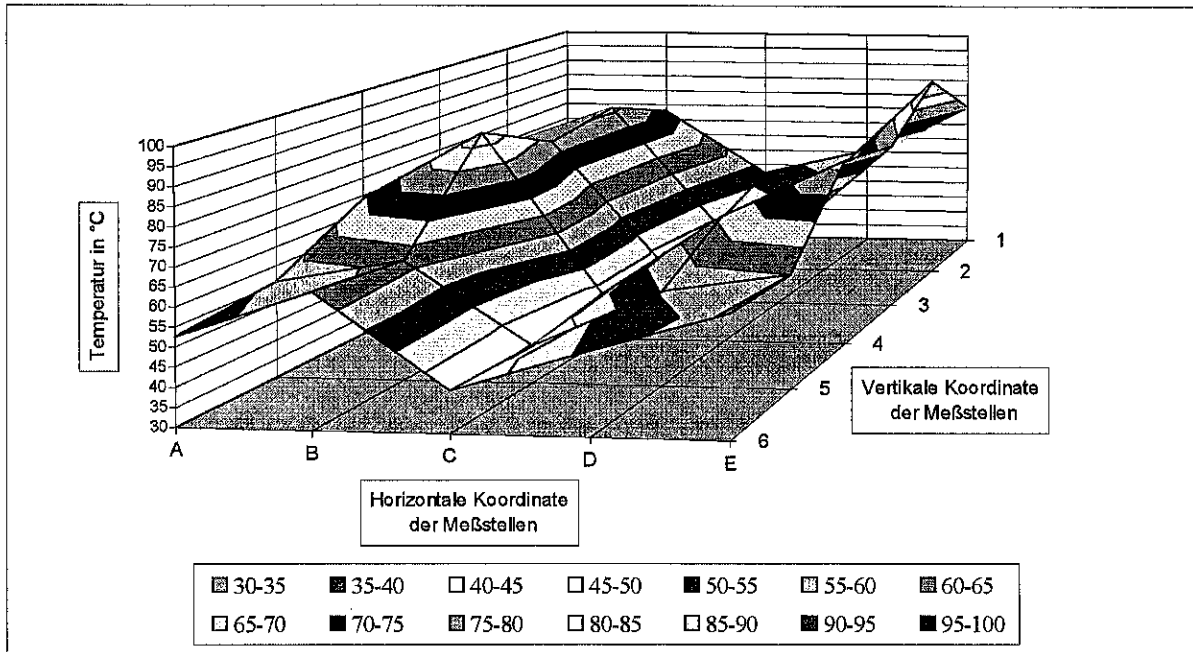 Temperatur in °C
100
95
90
85
80
75
70
65
60
55
50
45
40
35
30
A
B
C
D
E
1
2
3
4
5
6
Vertikale Koordinate
der Meßstellen
Horizontale Koordinate
der Meßstellen
30-35 35-40 40-45 45-50 50-55 55-60 60-65
65-70 70-75 75-80 80-85 85-90 90-95 95-100